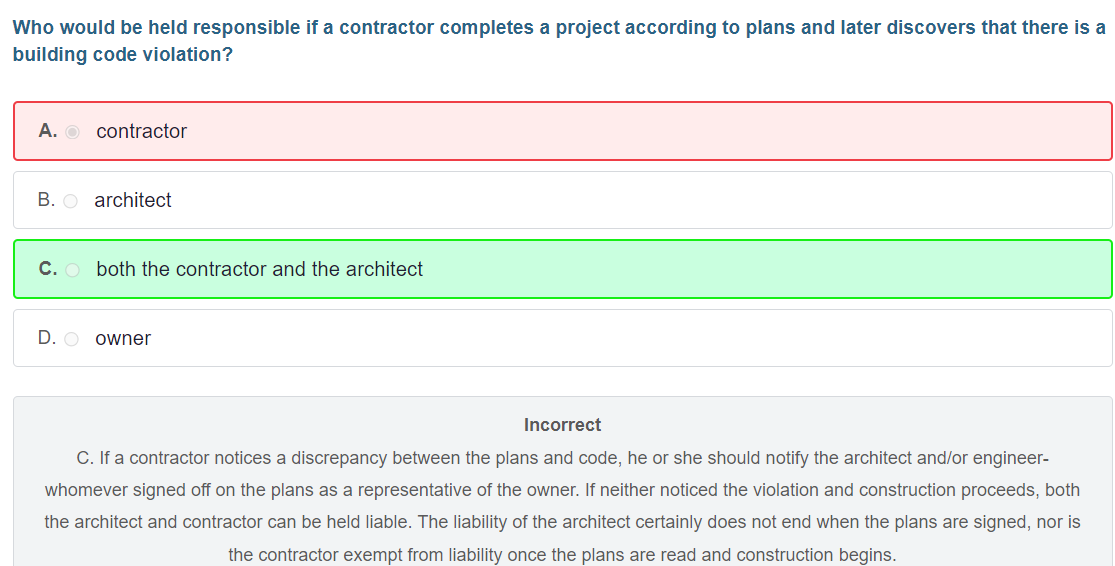 Who would be held responsible if a contractor completes a project according to plans and later discovers that there is a
building code violation?
A. contractor
B. architect
C. both the contractor and the architect
D. owner
Incorrect
C. If a contractor notices a discrepancy between the plans and code, he or she should notify the architect and/or engineer-
whomever signed off on the plans as a representative of the owner. If neither noticed the violation and construction proceeds, both
the architect and contractor can be held liable. The liability of the architect certainly does not end when the plans are signed, nor is
the contractor exempt from liability once the plans are read and construction begins.